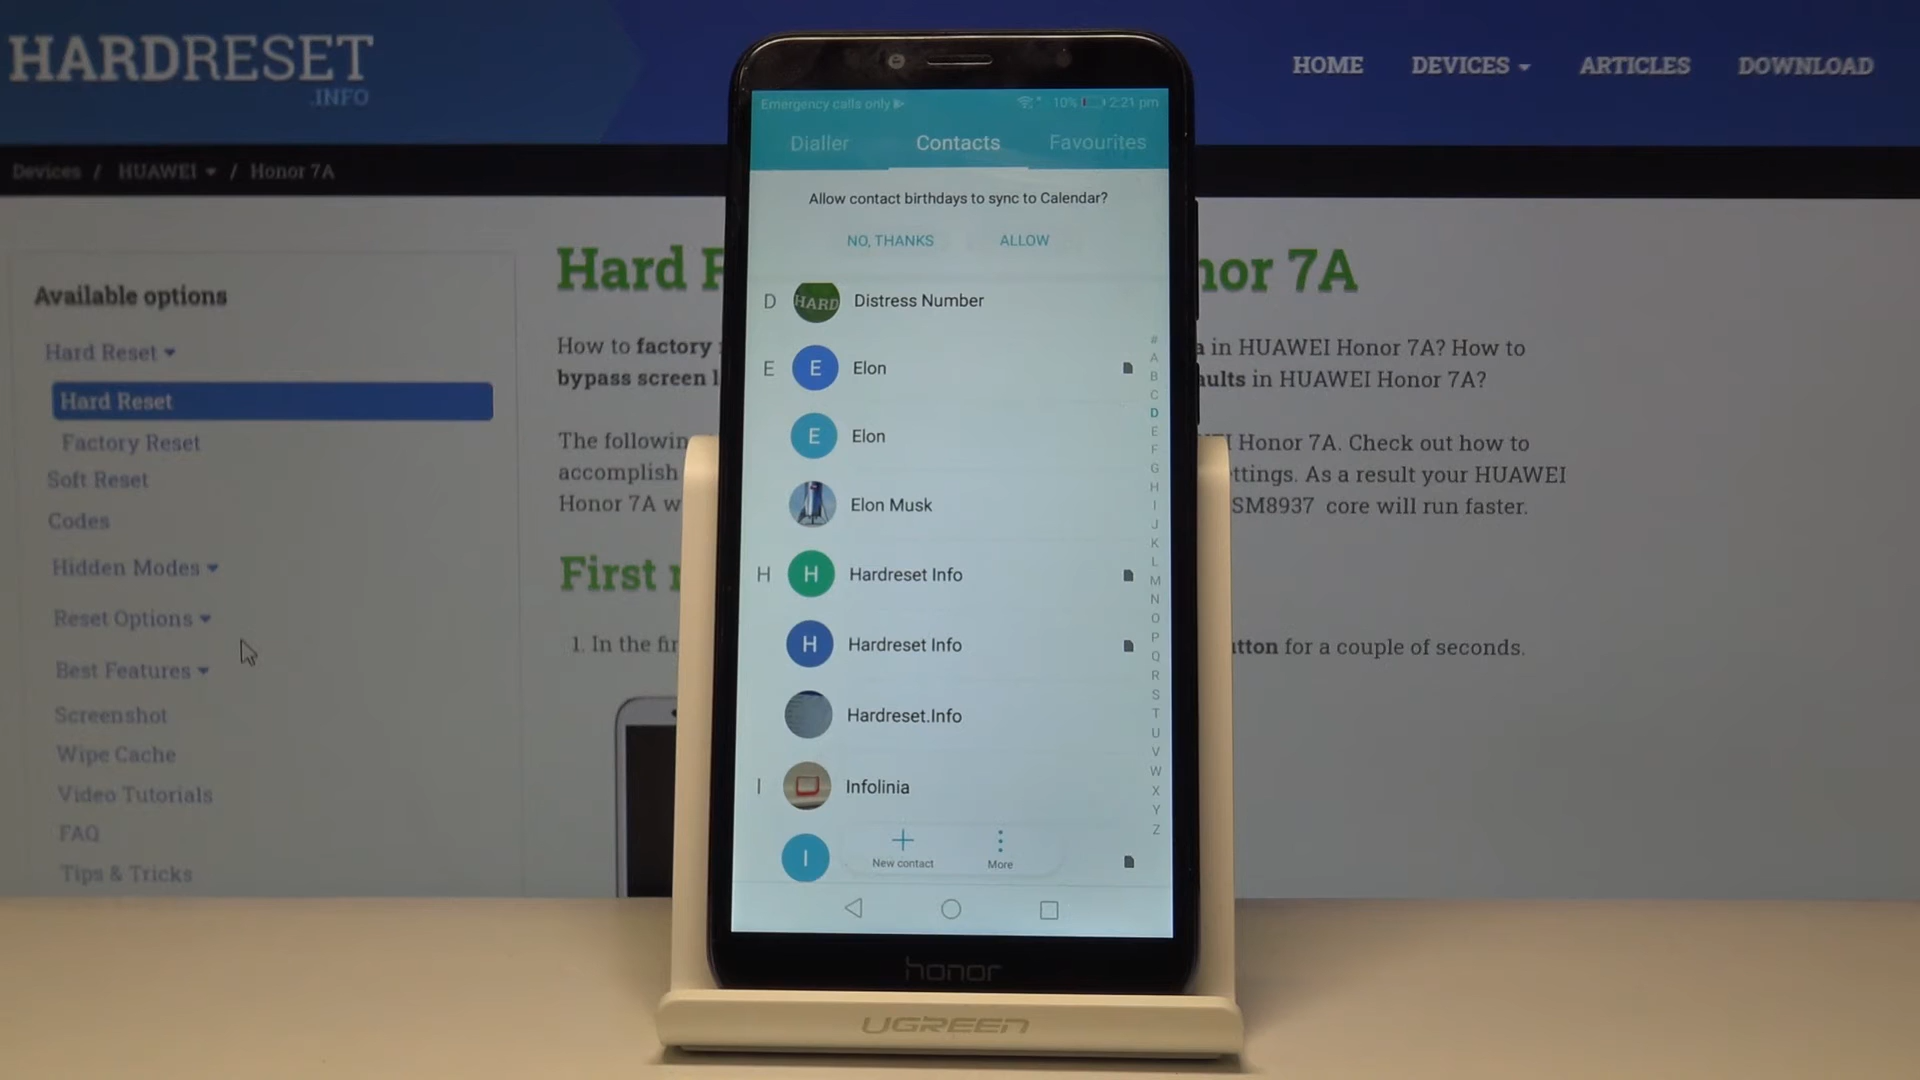 HARDRESET
.INFO
HOME
DEVICES
ARTICLES
DOWNLOAD
Devices / HUAWEI / Honor 7A
Available options
Hard Reset
Hard Reset
Factory Reset
Soft Reset
Codes
Hidden Modes
Reset Options
Best Features
Screenshot
Wipe Cache
Video Tutorials
FAQ
Tips & Tricks
Hard
nor 7A
How to factory
in HUAWEI Honor 7A? How to
bypass screen
in HUAWEI Honor 7A?
The
HUAWEI Honor 7A. Check out how to
accomplish
As a result your HUAWEI
Honor 7A
SM8937 core will run faster.
First
1. In the
for a couple of seconds.
Emergency calls only
10% 2:21 pm
Dialler
Contacts
Favourites
Allow contact birthdays to sync to Calendar?
NO, THANKS
ALLOW
D
HARD
Distress Number
E
E
Elon
E
Elon
Elon Musk
H
H
Hardreset Info
H
Hardreset Info
Hardreset.Info
I
Infolinia
I
New contact
More
#
A
B
C
D
E
F
G
H
I
J
K
L
M
N
O
P
Q
R
S
T
U
V
W
X
Y
Z
honor
UGREEN